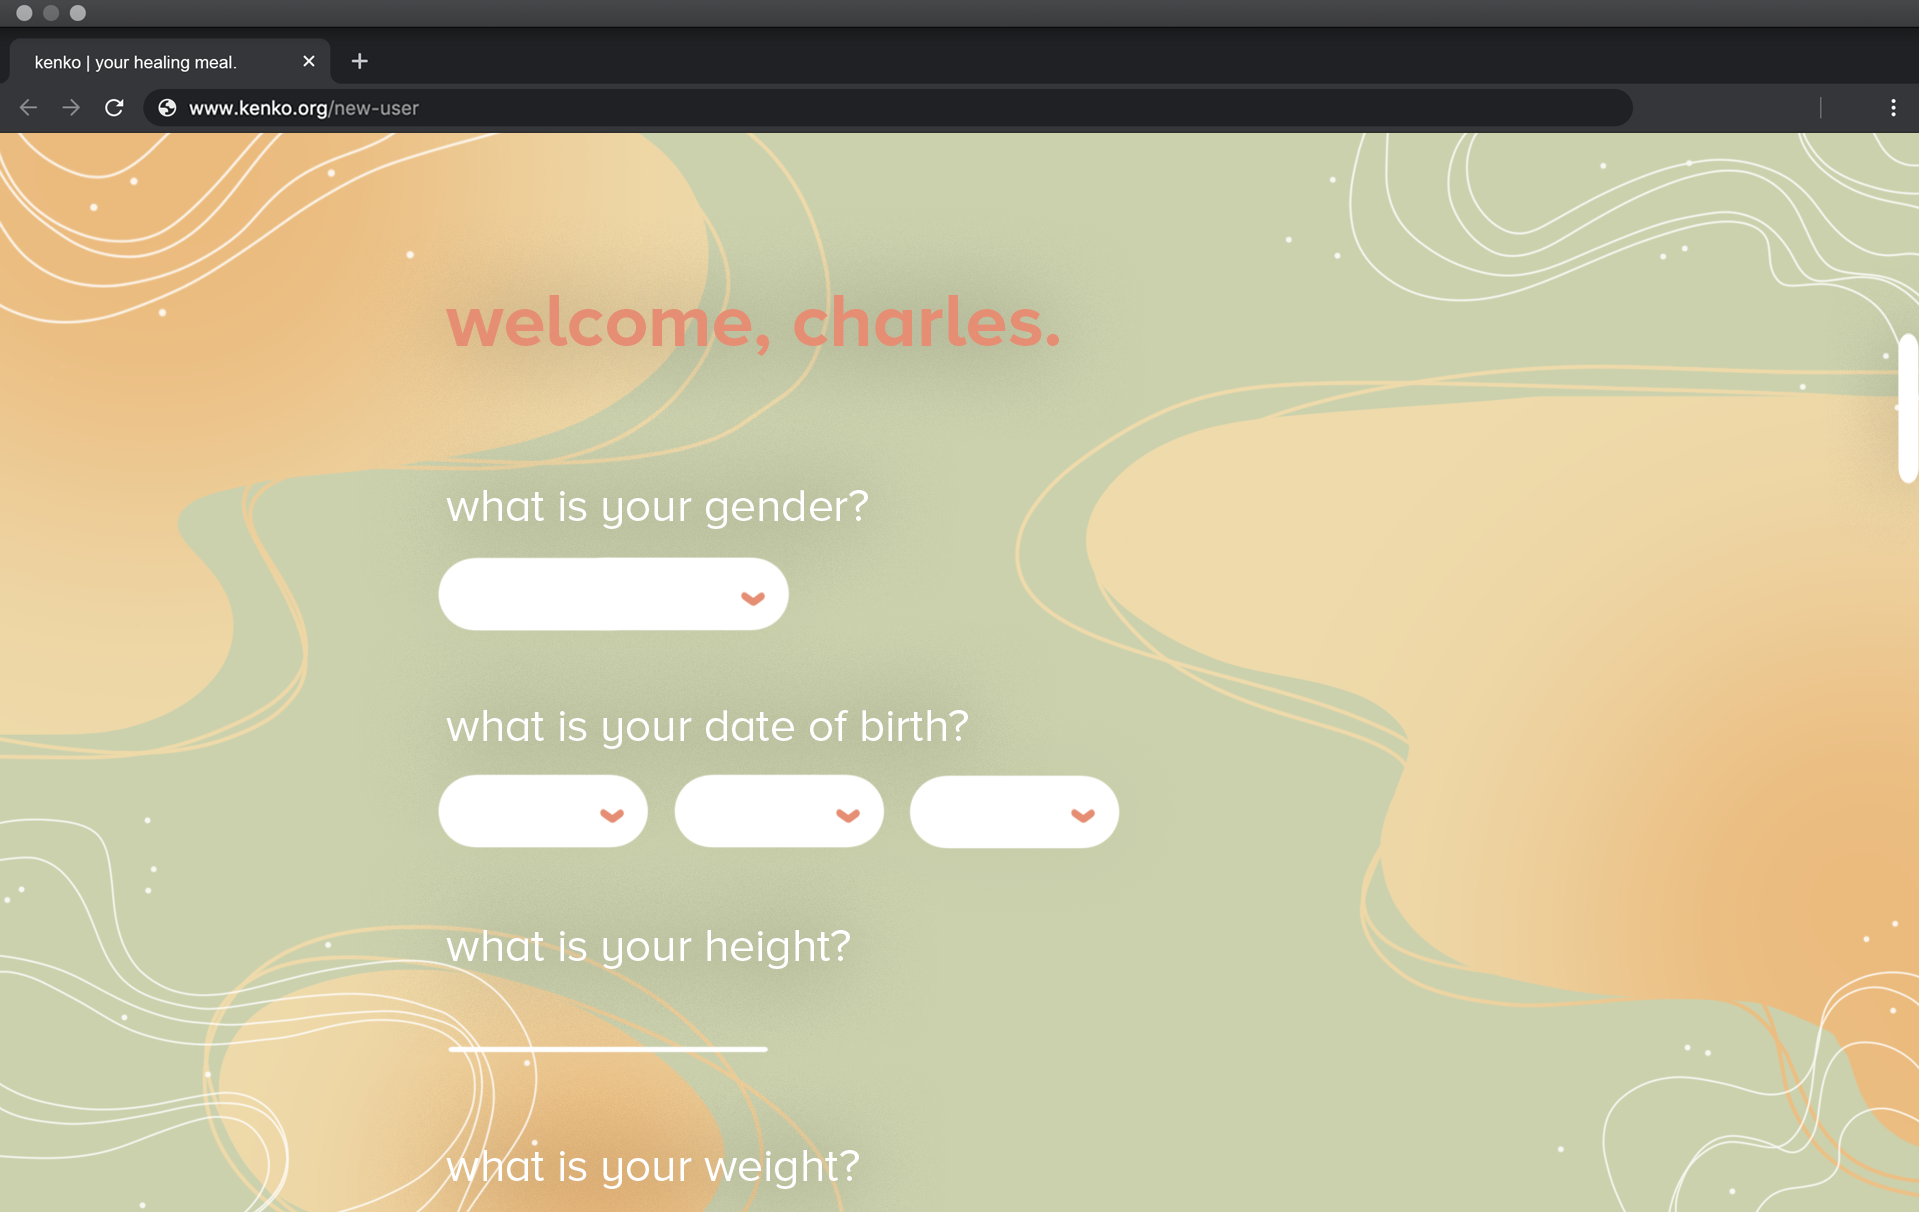 kenko | your healing meal.
www.kenko.org/new-user
welcome, charles.
what is your gender?
what is your date of birth?
what is your height?
what is your weight?